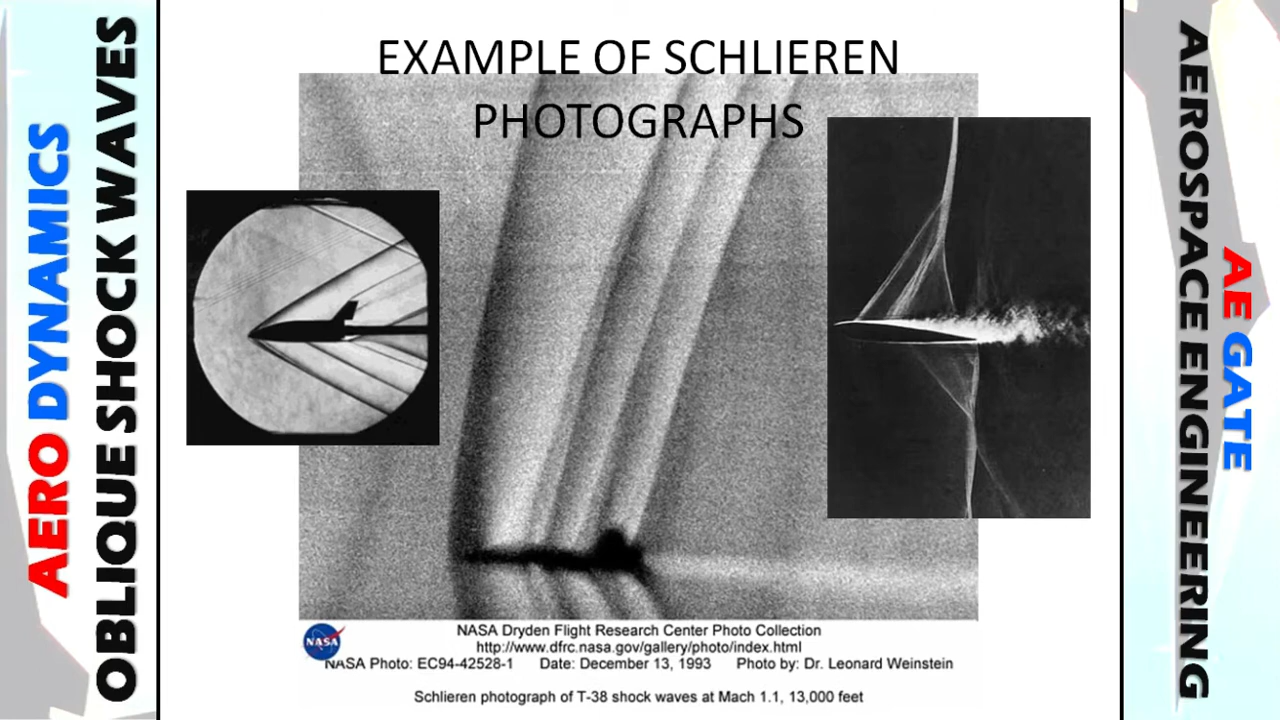 AERO DYNAMICS
OBLIQUE SHOCK WAVES
EXAMPLE OF SCHLIEREN
PHOTOGRAPHS
NASA
NASA Dryden Flight Research Center Photo Collection
http://www.dfrc.nasa.gov/gallery/photo/index.html
NASA Photo: EC94-42528-1 Date: December 13, 1993 Photo by: Dr. Leonard Weinstein
Schlieren photograph of T-38 shock waves at Mach 1.1, 13,000 feet
AE GATE
AEROSPACE ENGINEERING